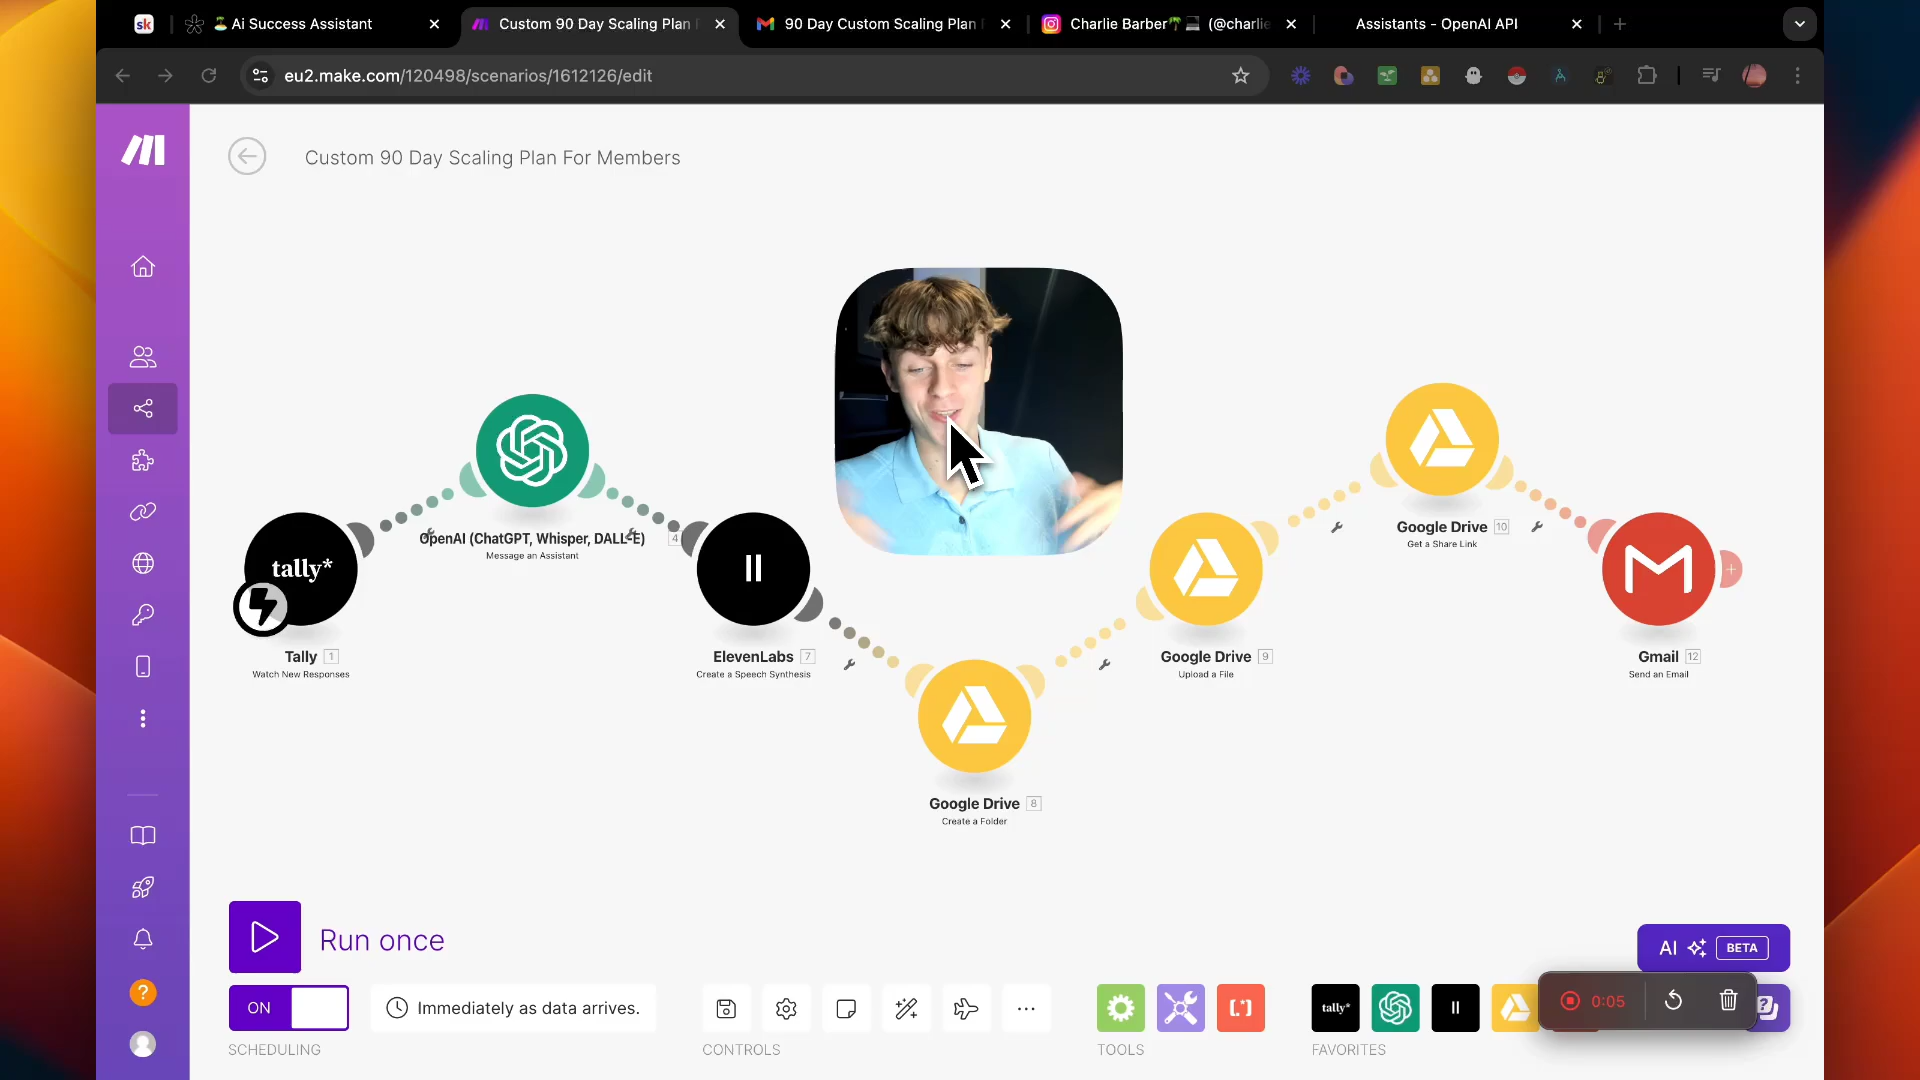 sk
Ai Success Assistant
Custom 90 Day Scaling Plan
90 Day Custom Scaling Plan
Charlie Barber (@charlie
Assistants - OpenAI API
eu2.make.com/120498/scenarios/1612126/edit
Custom 90 Day Scaling Plan For Members
OpenAI (ChatGPT, Whisper, DALL-E) 4
Message an Assistant
Google Drive 10
Get a Share Link
tally*
Tally 1
Watch New Responses
ElevenLabs 7
Create a Speech Synthesis
Google Drive 9
Upload a File
Gmail 12
Send an Email
Google Drive 8
Create a Folder
Run once
AI BETA
ON
Immediately as data arrives.
[.*]
tally*
0:05
SCHEDULING
CONTROLS
TOOLS
FAVORITES